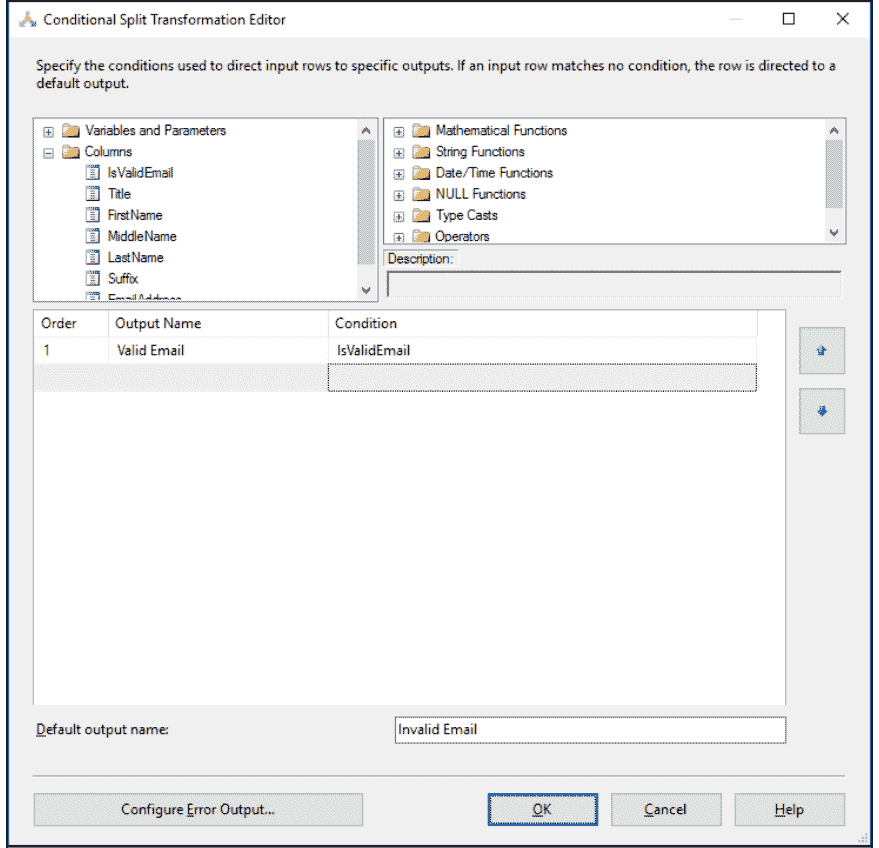 Conditional Split Transformation Editor
Specify the conditions used to direct input rows to specific outputs. If an input row matches no condition, the row is directed to a
default output.
Variables and Parameters
Columns
IsValidEmail
Title
FirstName
MiddleName
LastName
Suffix
EmailAddress
Mathematical Functions
String Functions
Date/Time Functions
NULL Functions
Type Casts
Operators
Description:
Order Output Name Condition
1 Valid Email IsValidEmail
Default output name: Invalid Email
Configure Error Output... OK Cancel Help